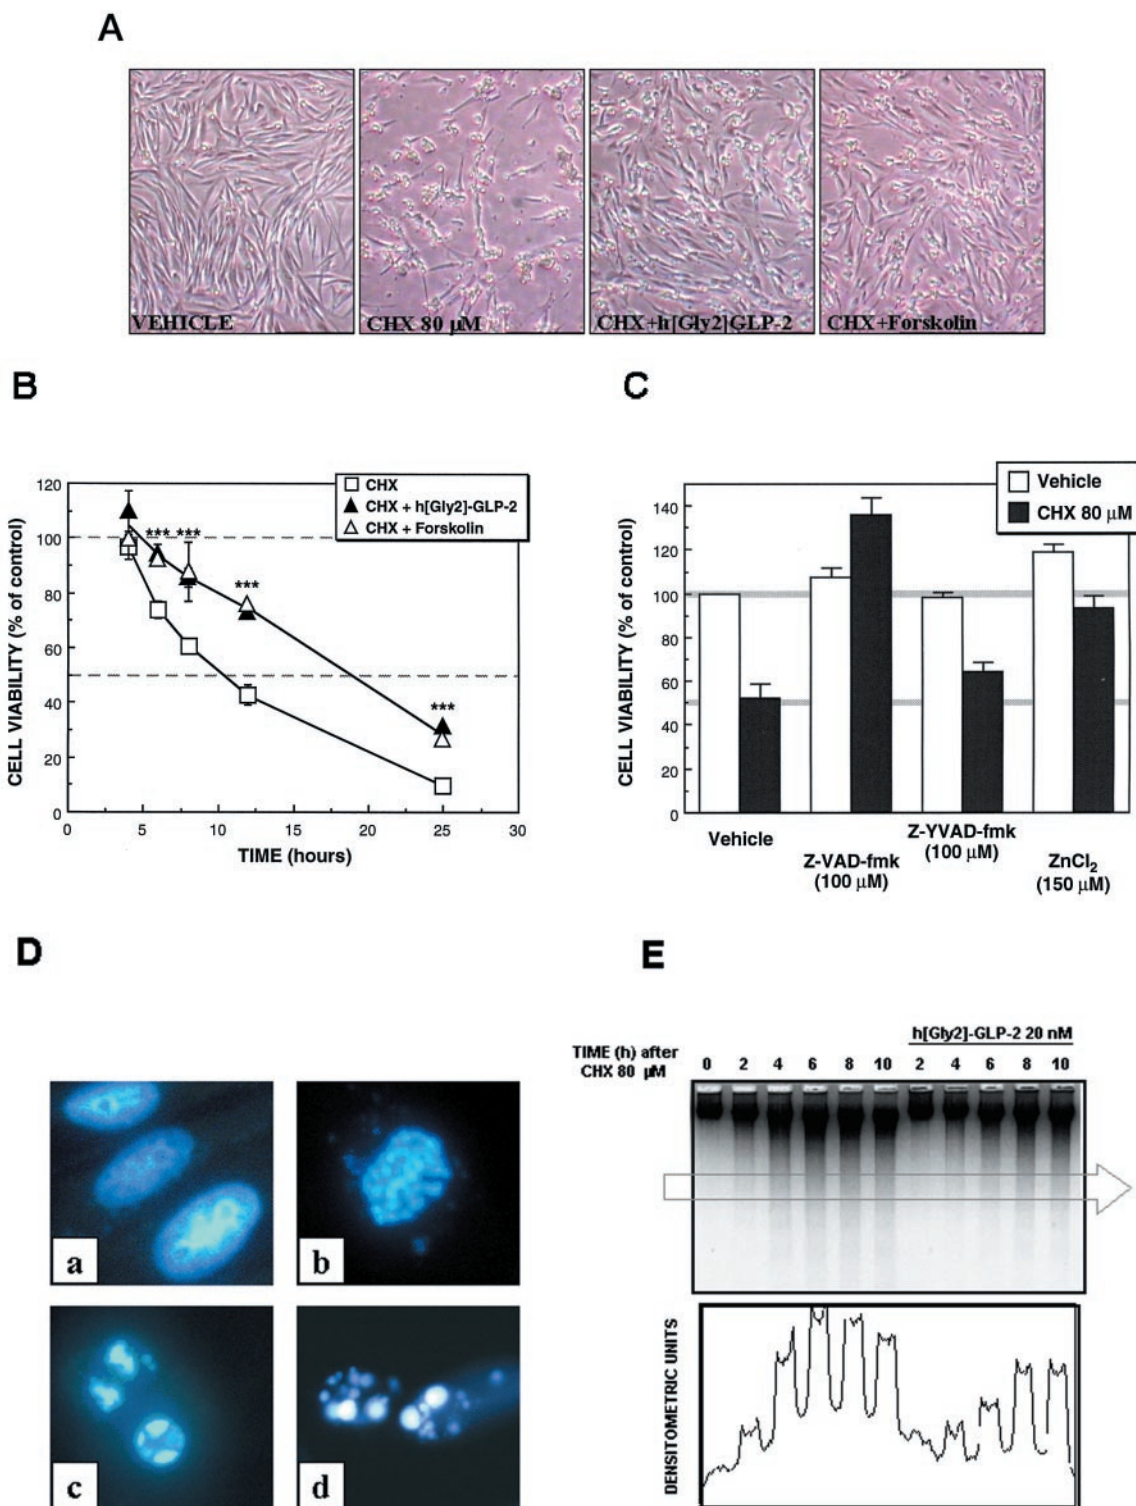 A
VEHICLE
CHX 80 µM
CHX+h[Gly2]GLP-2
CHX+Forskolin
B
CELL VIABILITY (% of control)
120
100
80
60
40
20
0
0 5 10 15 20 25 30
TIME (hours)
CHX
CHX + h[Gly2]-GLP-2
CHX + Forskolin
*** ***
***
***
C
CELL VIABILITY (% of control)
140
120
100
80
60
40
20
0
Vehicle
CHX 80 µM
Vehicle
Z-VAD-fmk
(100 µM)
Z-YVAD-fmk
(100 µM)
ZnCl₂
(150 µM)
D
a
b
c
d
E
h[Gly2]-GLP-2 20 nM
TIME (h) after
CHX 80 µM
0 2 4 6 8 10 2 4 6 8 10
DENSITOMETRIC UNITS